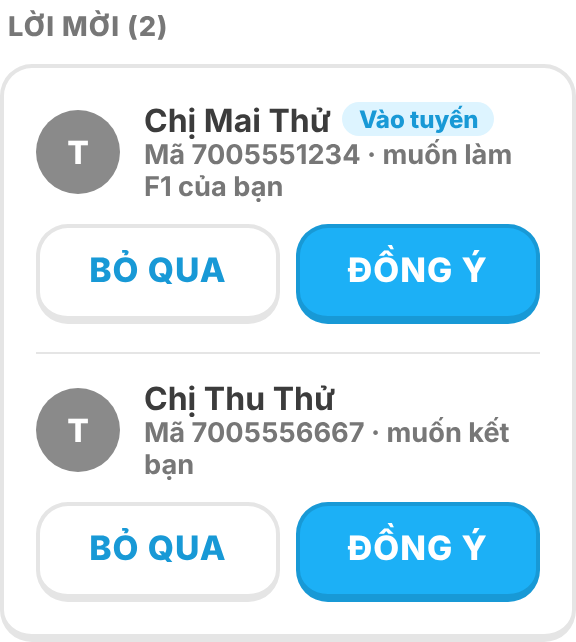 LỜI MỜI (2)
T
Chị Mai Thử Vào tuyến
Mã 7005551234 · muốn làm
F1 của bạn
BỎ QUA ĐỒNG Ý
T
Chị Thu Thử
Mã 7005556667 · muốn kết
bạn
BỎ QUA ĐỒNG Ý